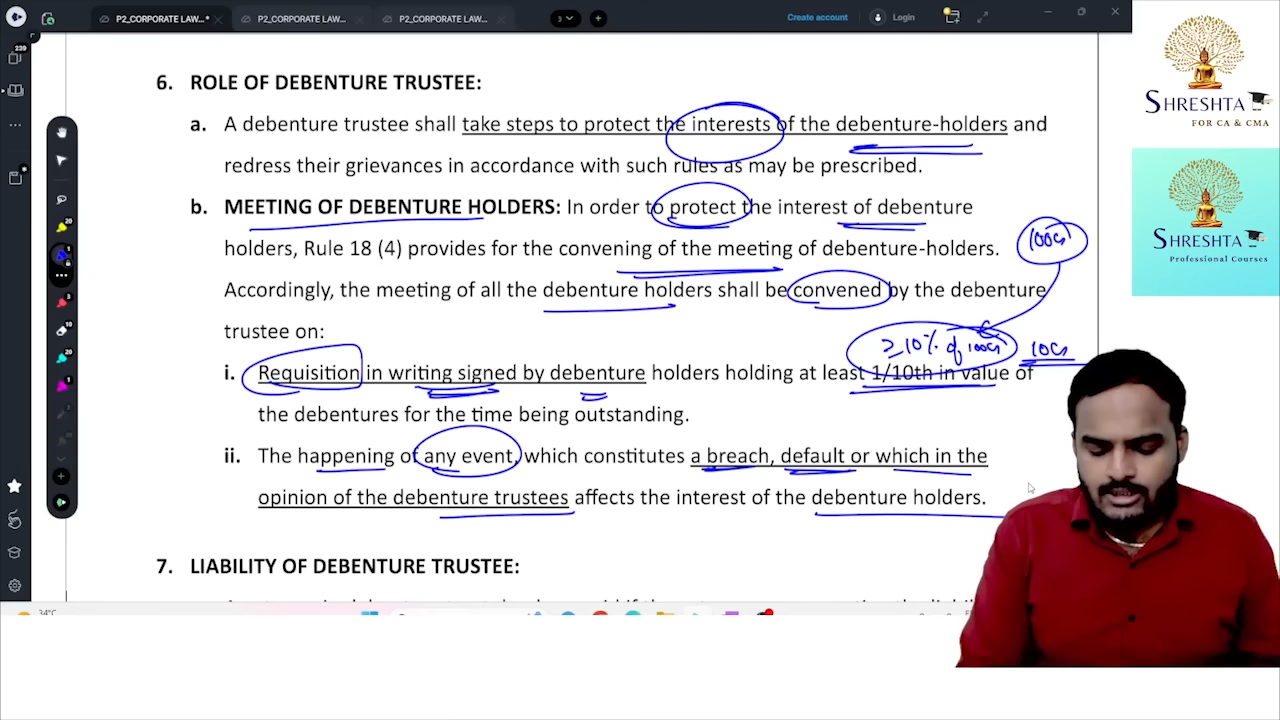 P2_CORPORATE LAW...*
P2_CORPORATE LAW...
P2_CORPORATE LAW...
3
Create account
Login
239
6. ROLE OF DEBENTURE TRUSTEE:
a. A debenture trustee shall take steps to protect the interests of the debenture-holders and
redress their grievances in accordance with such rules as may be prescribed.
b. MEETING OF DEBENTURE HOLDERS: In order to protect the interest of debenture
holders, Rule 18 (4) provides for the convening of the meeting of debenture-holders.
100cr
Accordingly, the meeting of all the debenture holders shall be convened by the debenture
trustee on:
≥10% of 100cr 10cr
i. Requisition in writing signed by debenture holders holding at least 1/10th in value of
the debentures for the time being outstanding.
ii. The happening of any event, which constitutes a breach, default or which in the
opinion of the debenture trustees affects the interest of the debenture holders.
7. LIABILITY OF DEBENTURE TRUSTEE:
34°C
SHRESHTA
FOR CA & CMA
SHRESHTA
Professional Courses